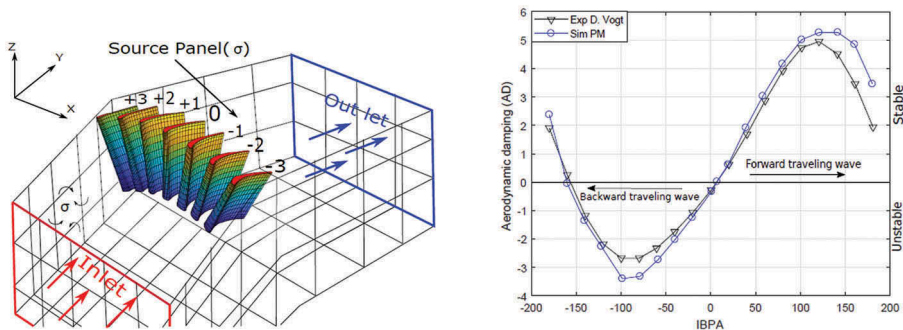 Z
Y
X
Source Panel(σ)
+3 +2 +1 0 -1 -2 -3
Out let
σ
Inlet
Exp D. Vogt
Sim PM
Aerodynamic damping (AD)
6
5
4
3
2
1
0
-1
-2
-3
-4
Forward traveling wave
Backward traveling wave
Stable
Unstable
-200 -150 -100 -50 0 50 100 150 200
IBPA